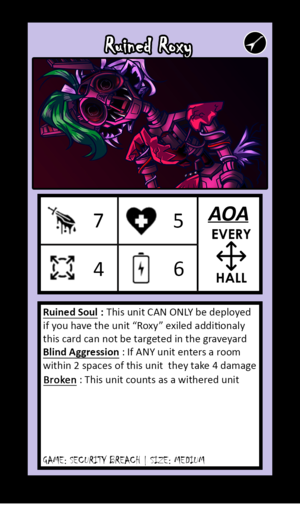 Ruined Roxy
7
5
AOA
EVERY
HALL
4
6
Ruined Soul : This unit CAN ONLY be deployed
if you have the unit “Roxy” exiled additionaly
this card can not be targeted in the graveyard
Blind Aggression : If ANY unit enters a room
within 2 spaces of this unit they take 4 damage
Broken : This unit counts as a withered unit
GAME: SECURITY BREACH | SIZE: MEDIUM